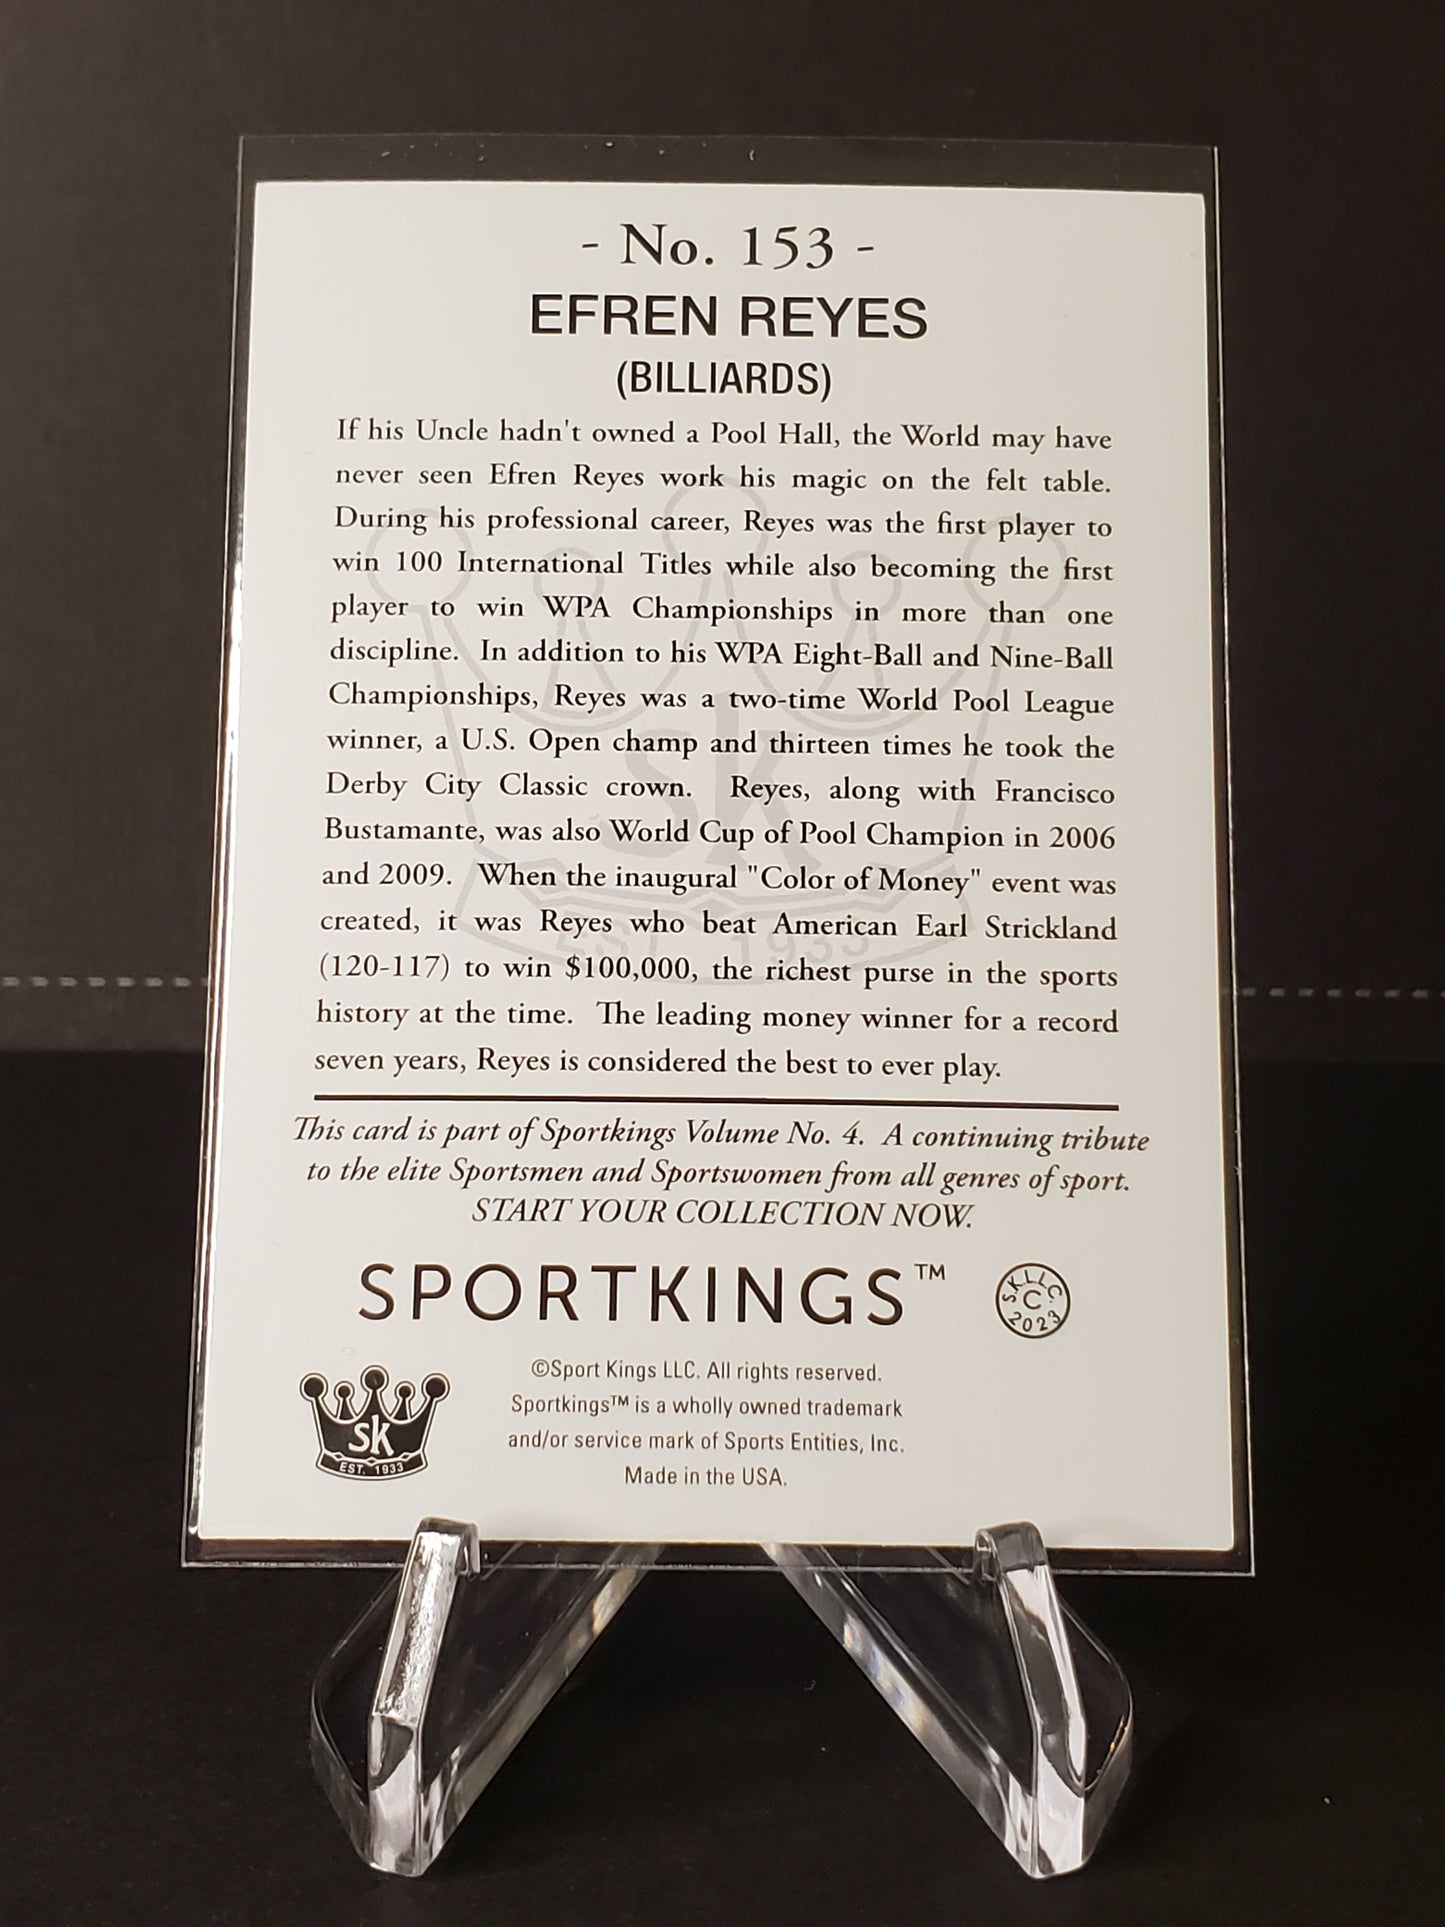 - No. 153 -
EFREN REYES
(BILLIARDS)
If his Uncle hadn't owned a Pool Hall, the World may have
never seen Efren Reyes work his magic on the felt table.
During his professional career, Reyes was the first player to
win 100 International Titles while also becoming the first
player to win WPA Championships in more than one
discipline. In addition to his WPA Eight-Ball and Nine-Ball
Championships, Reyes was a two-time World Pool League
winner, a U.S. Open champ and thirteen times he took the
Derby City Classic crown. Reyes, along with Francisco
Bustamante, was also World Cup of Pool Champion in 2006
and 2009. When the inaugural "Color of Money" event was
created, it was Reyes who beat American Earl Strickland
(120-117) to win $100,000, the richest purse in the sports
history at the time. The leading money winner for a record
seven years, Reyes is considered the best to ever play.
SK
EST. 1933
This card is part of Sportkings Volume No. 4. A continuing tribute
to the elite Sportsmen and Sportswomen from all genres of sport.
START YOUR COLLECTION NOW.
SPORTKINGS™
S.K.L.L.C.
C
2023
©Sport Kings LLC. All rights reserved.
Sportkings™ is a wholly owned trademark
and/or service mark of Sports Entities, Inc.
Made in the USA.
SK
EST. 1933